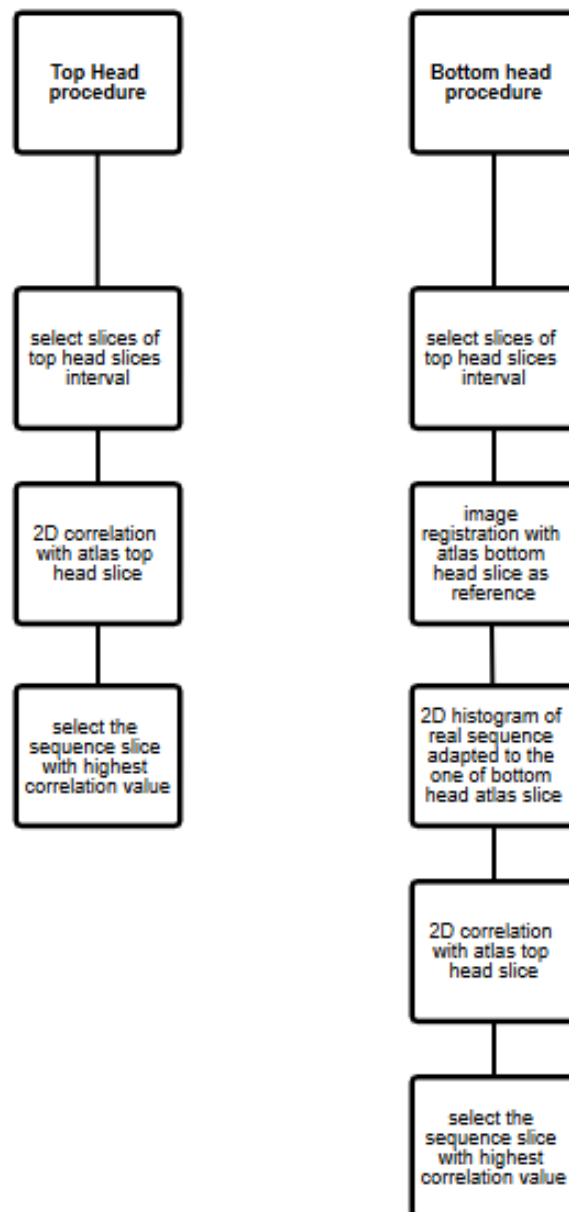 Top Head
procedure
select slices of
top head slices
interval
2D correlation
with atlas top
head slice
select the
sequence slice
with highest
correlation value
Bottom head
procedure
select slices of
top head slices
interval
image
registration with
atlas bottom
head slice as
reference
2D histogram of
real sequence
adapted to the
one of bottom
head atlas slice
2D correlation
with atlas top
head slice
select the
sequence slice
with highest
correlation value